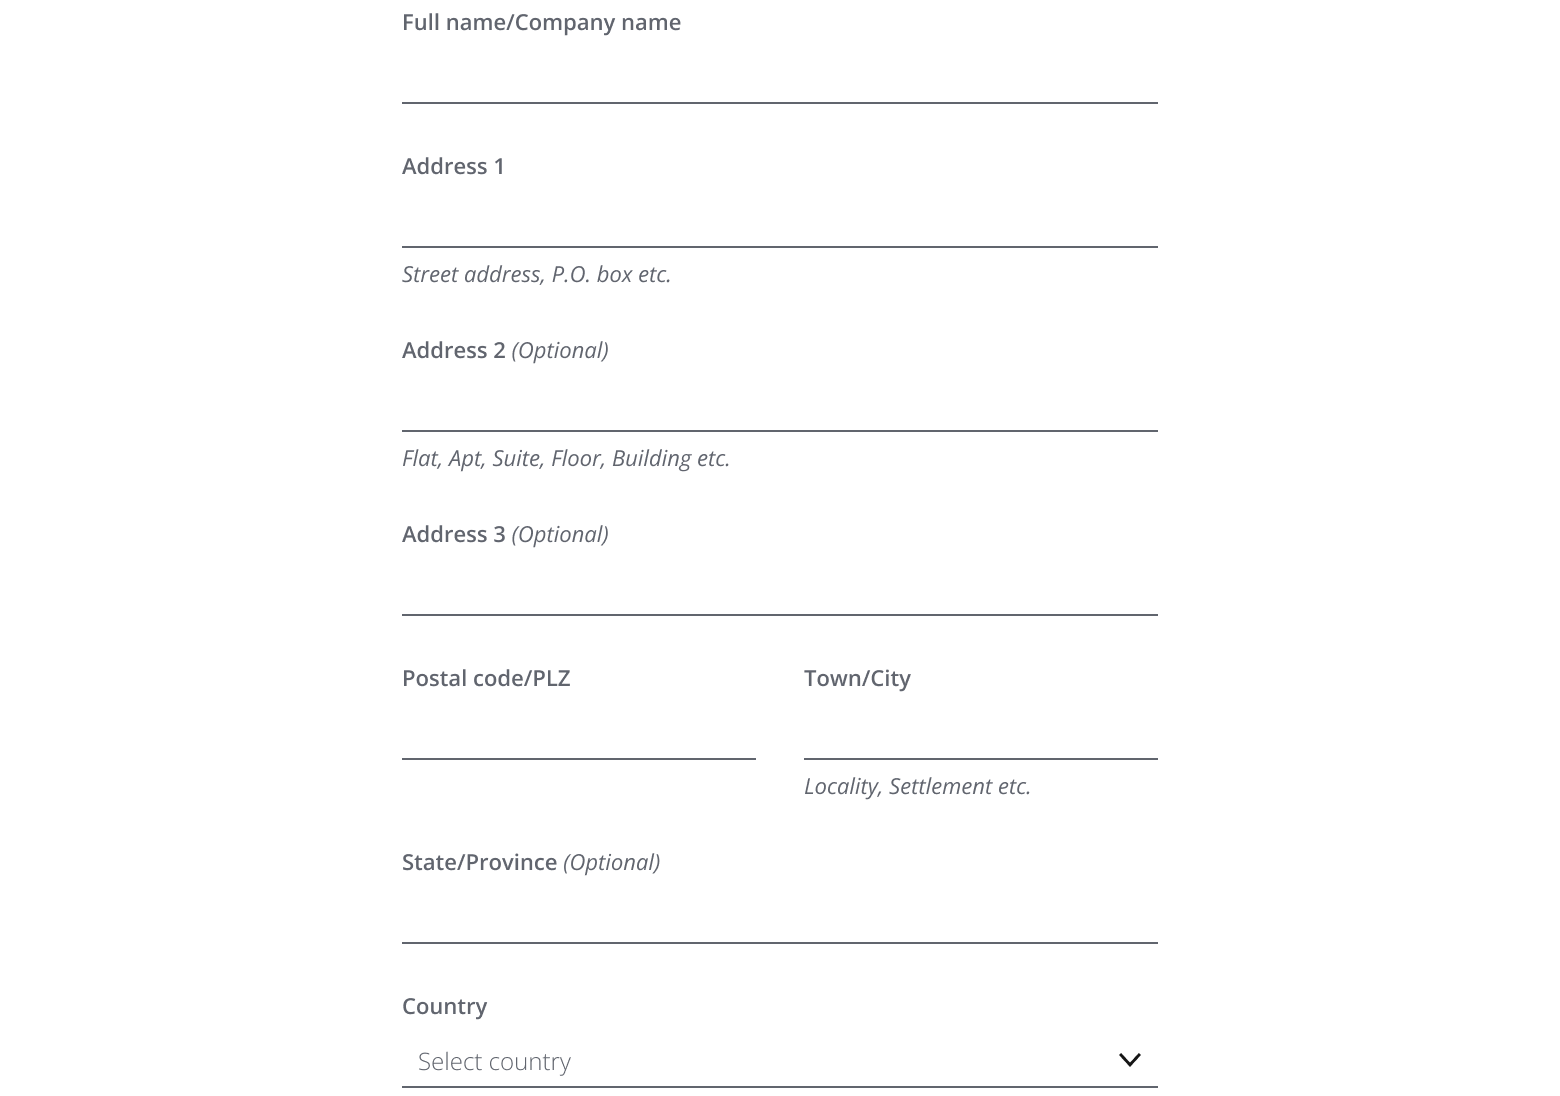 Full name/Company name
Address 1
Street address, P.O. box etc.
Address 2 (Optional)
Flat, Apt, Suite, Floor, Building etc.
Address 3 (Optional)
Postal code/PLZ
Town/City
Locality, Settlement etc.
State/Province (Optional)
Country
Select country